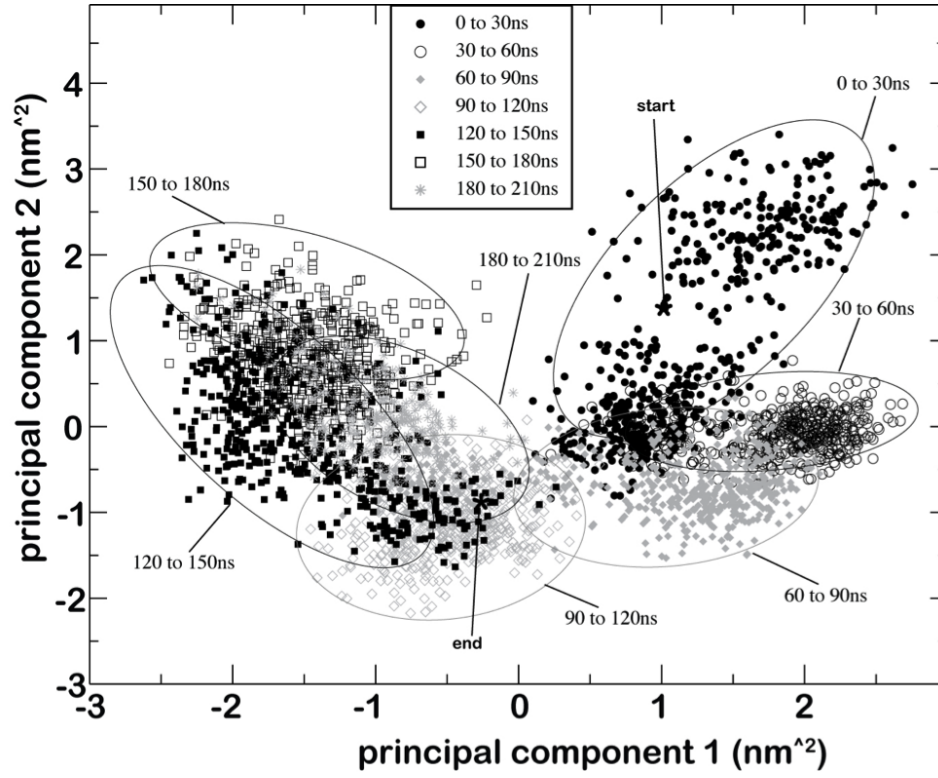 0 to 30ns
30 to 60ns
60 to 90ns
90 to 120ns
120 to 150ns
150 to 180ns
180 to 210ns
0 to 30ns
start
150 to 180ns
180 to 210ns
30 to 60ns
120 to 150ns
60 to 90ns
90 to 120ns
end
principal component 2 (nm^2)
4
3
2
1
0
-1
-2
-3
-3
-2
-1
0
1
2
principal component 1 (nm^2)